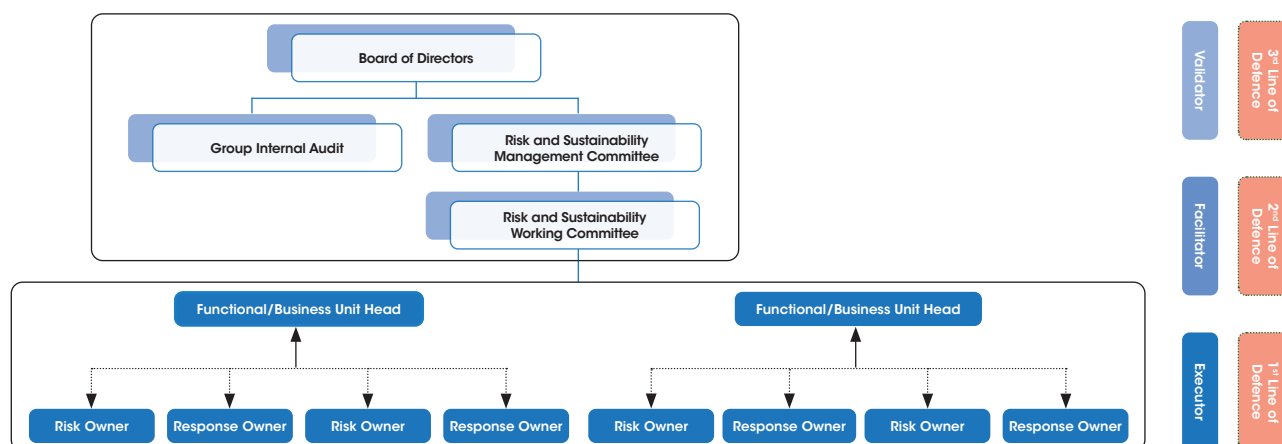 Board of Directors
Group Internal Audit
Risk and Sustainability
Management Committee
Risk and Sustainability
Working Committee
Functional/Business Unit Head
Functional/Business Unit Head
Risk Owner
Response Owner
Risk Owner
Response Owner
Risk Owner
Response Owner
Risk Owner
Response Owner
Validator
3rd Line of
Defence
Facilitator
2nd Line of
Defence
Executor
1st Line of
Defence